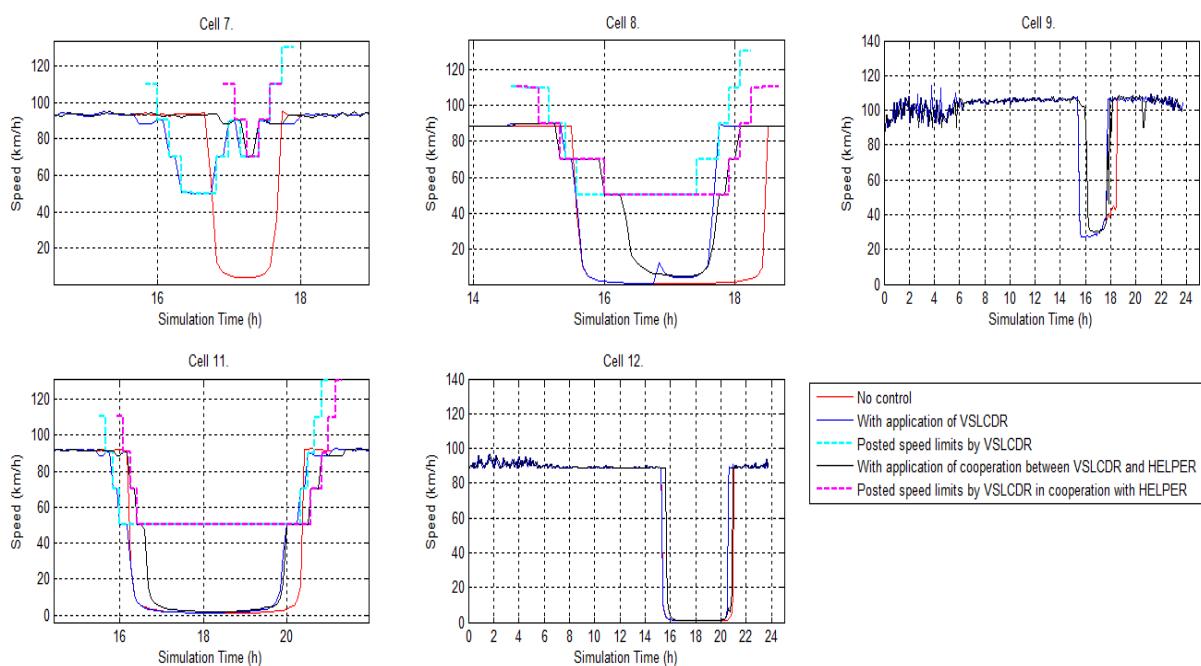 Cell 7.
Speed (km/h)
120
100
80
60
40
20
16
18
Simulation Time (h)
Cell 8.
Speed (km/h)
120
100
80
60
40
20
14
16
18
Simulation Time (h)
Cell 9.
Speed (km/h)
140
120
100
80
60
40
20
0
0 2 4 6 8 10 12 14 16 18 20 22 24
Simulation Time (h)
Cell 11.
Speed (km/h)
120
100
80
60
40
20
0
16
18
20
Simulation Time (h)
Cell 12.
Speed (km/h)
140
120
100
80
60
40
20
0
0 2 4 6 8 10 12 14 16 18 20 22 24
Simulation Time (h)
No control
With application of VSLCDR
Posted speed limits by VSLCDR
With application of cooperation between VSLCDR and HELPER
Posted speed limits by VSLCDR in cooperation with HELPER